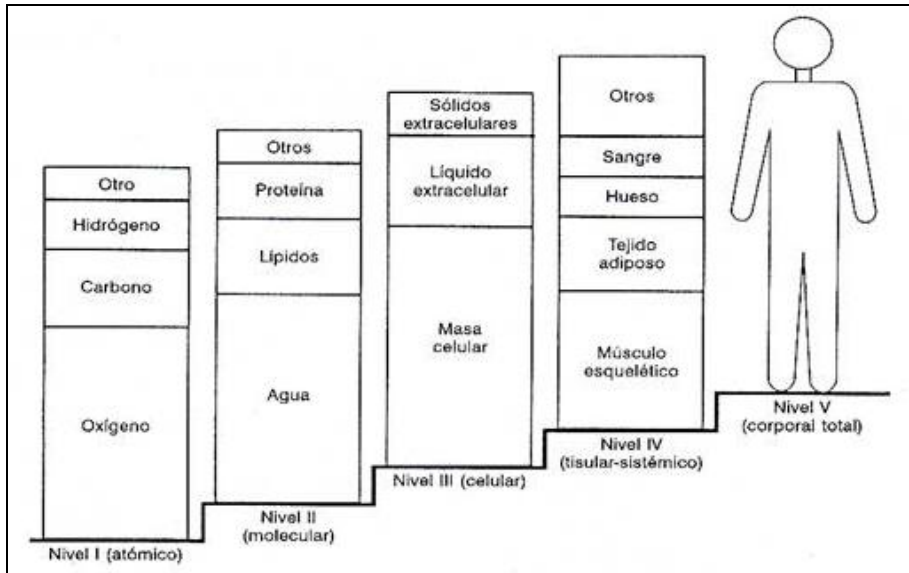 Otro
Hidrógeno
Carbono
Oxígeno
Nivel I (atómico)
Otros
Proteína
Lípidos
Agua
Nivel II
(molecular)
Sólidos
extracelulares
Líquido
extracelular
Masa
celular
Nivel III (celular)
Otros
Sangre
Hueso
Tejido
adiposo
Músculo
esquelético
Nivel IV
(tisular-sistémico)
Nivel V
(corporal total)